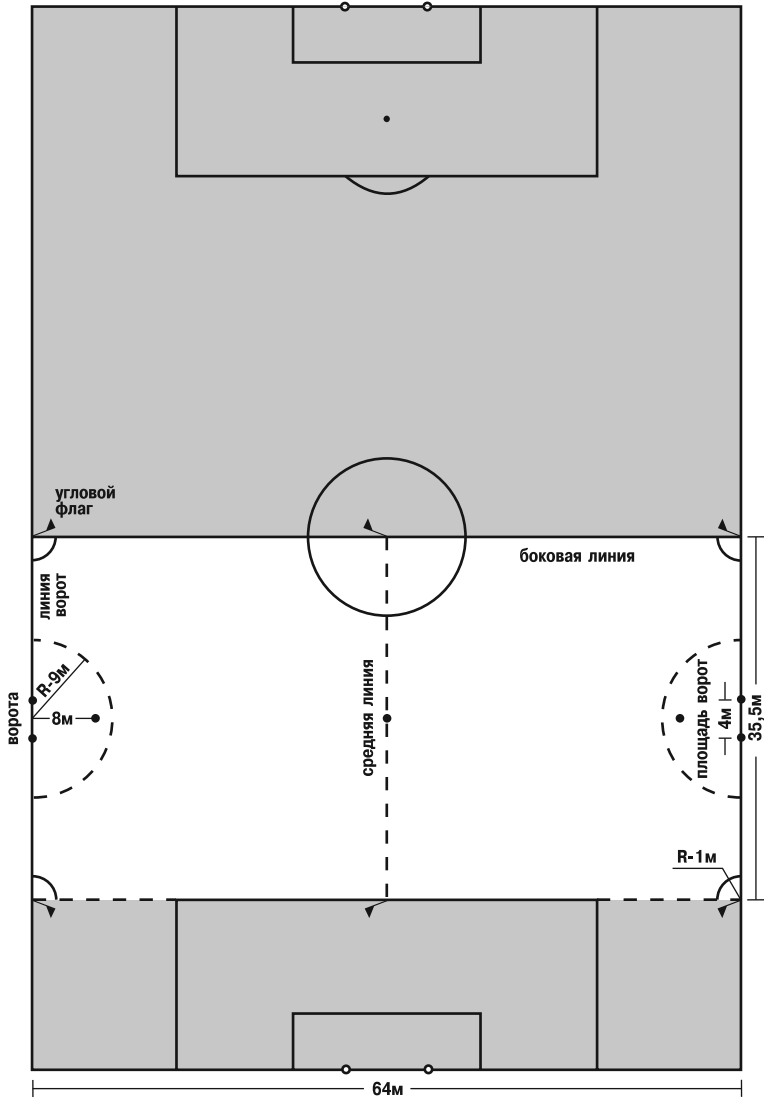 угловой
флаг
боковая линия
линия
ворот
R-9м
8м
ворота
средняя линия
площадь ворот
4м
35,5м
R-1м
64м